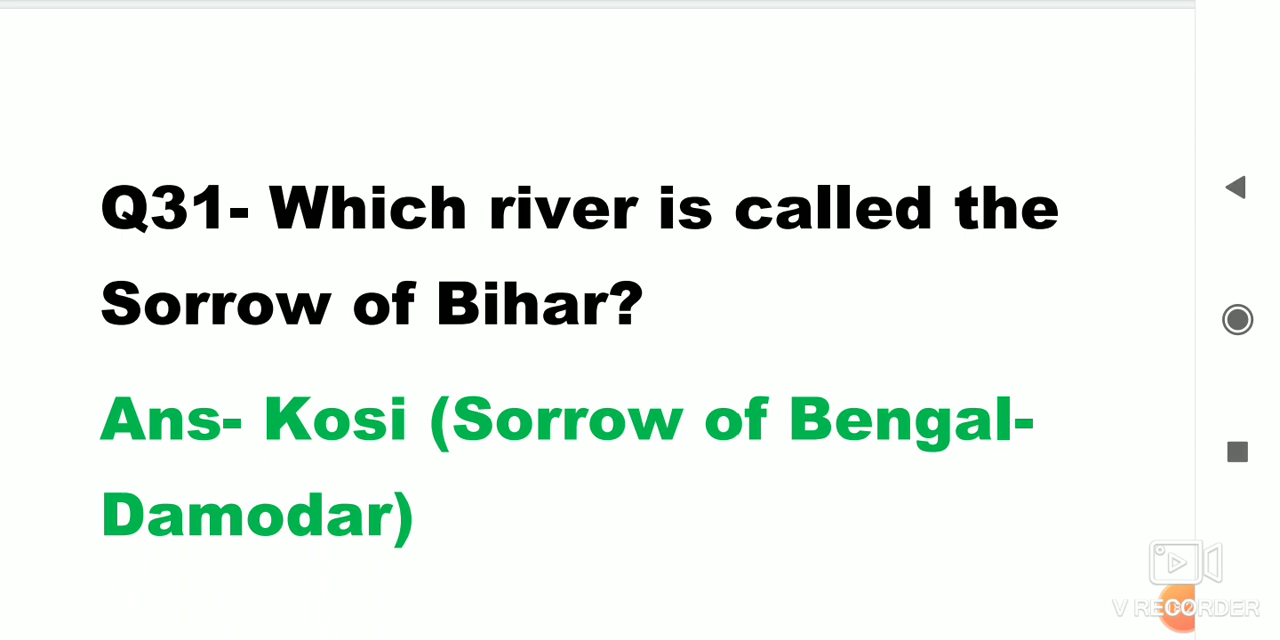 Q31- Which river is called the
Sorrow of Bihar?
Ans- Kosi (Sorrow of Bengal-
Damodar)
V RECORDER